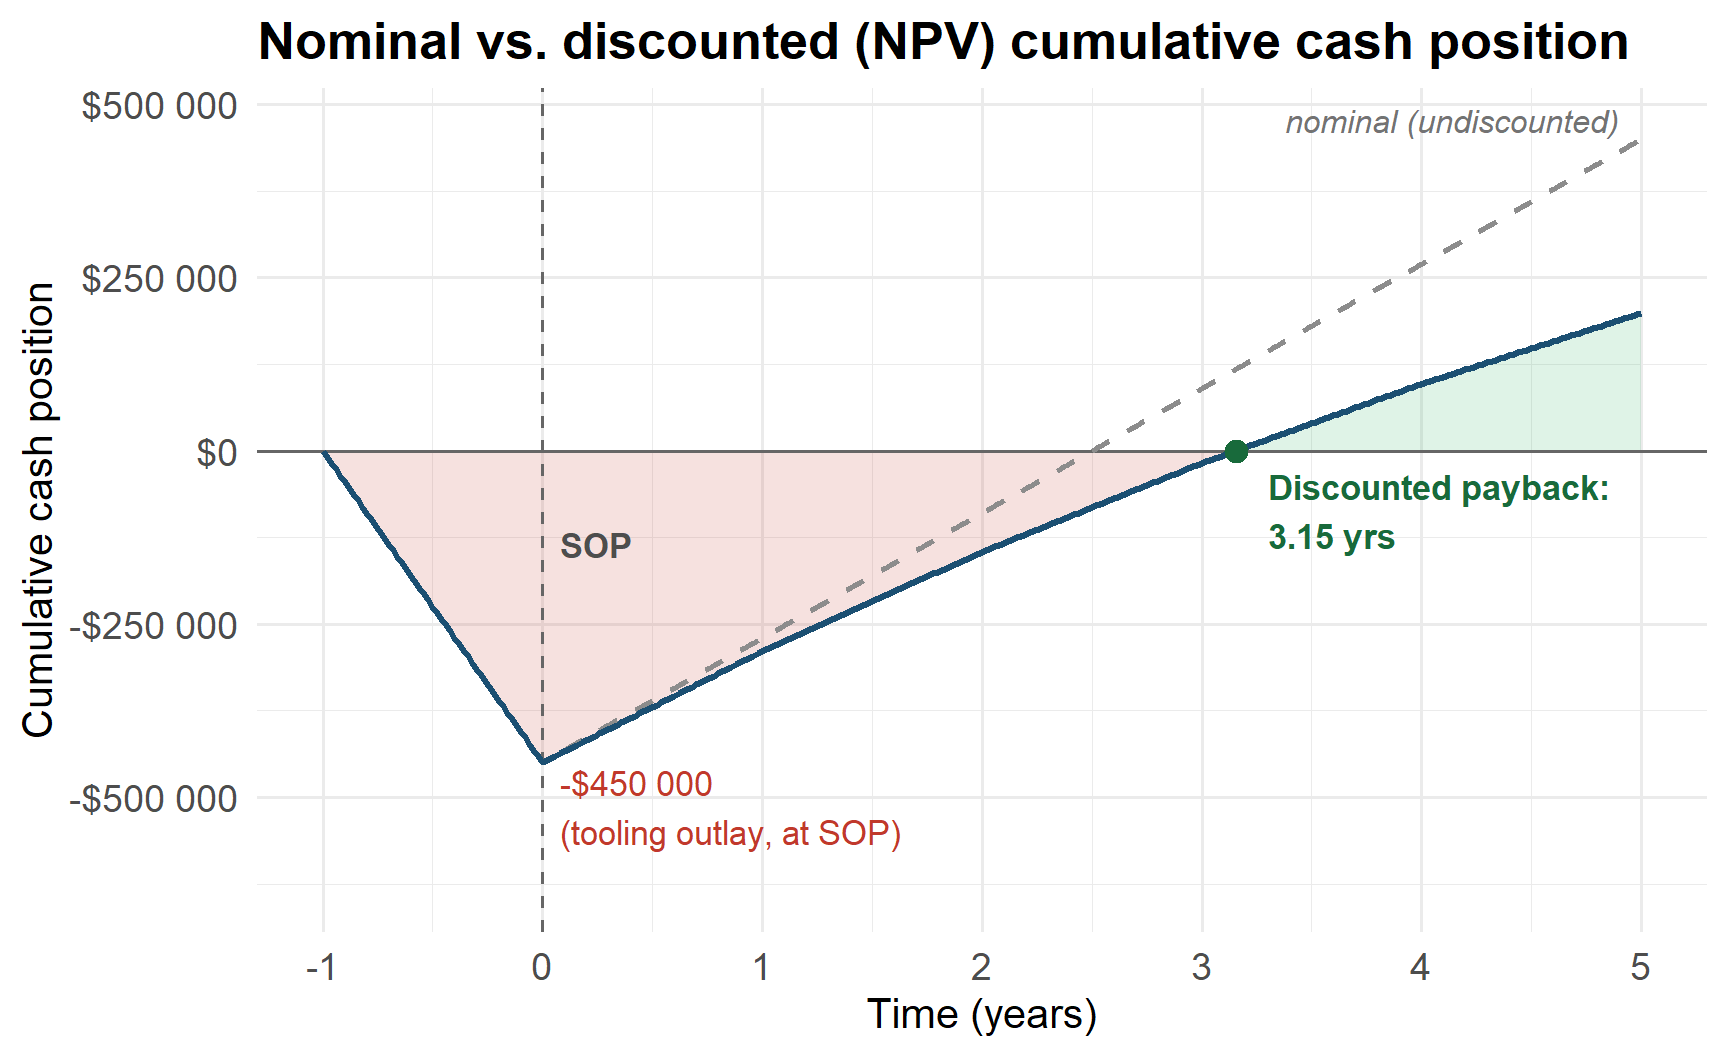 Nominal vs. discounted (NPV) cumulative cash position
$500 000
nominal (undiscounted)
$250 000
Cumulative cash position
$0
Discounted payback:
3.15 yrs
SOP
-$250 000
-$450 000
-$500 000
(tooling outlay, at SOP)
-1 0 1 2 3 4 5
Time (years)